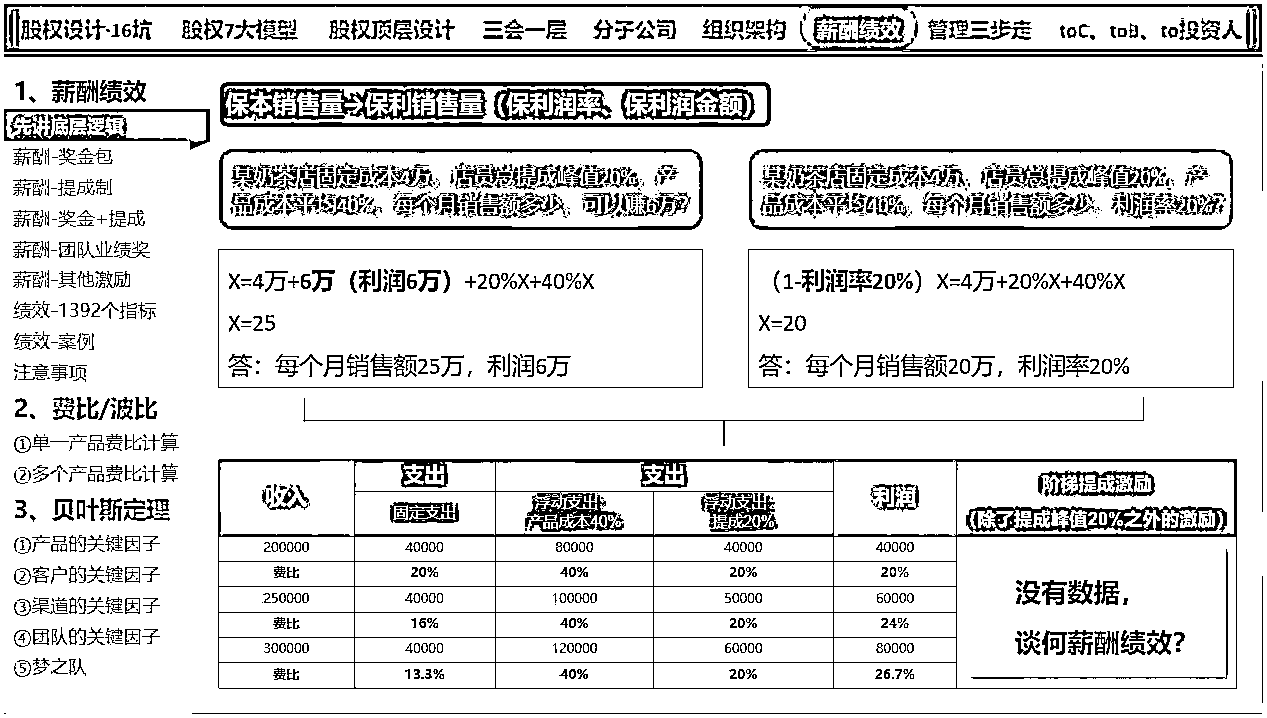 股权设计-16坑 股权7大模型 股权顶层设计 三会一层 分子公司 组织架构 薪酬绩效 管理三步走 toC、toB、to投资人
1、薪酬绩效
先讲底层逻辑
薪酬-奖金包
薪酬-提成制
薪酬-奖金+提成
薪酬-团队业绩奖
薪酬-其他激励
绩效-1392个指标
绩效-案例
注意事项
2、费比/波比
①单一产品费比计算
②多个产品费比计算
3、贝叶斯定理
①产品的关键因子
②客户的关键因子
③渠道的关键因子
④团队的关键因子
⑤梦之队
保本销售量→保利销售量（保利润率、保利润金额）
某奶茶店固定成本4万、店员总提成峰值20%、产
品成本平均40%，每个月销售额多少，可以赚6万?
某奶茶店固定成本4万、店员总提成峰值20%、产
品成本平均40%，每个月销售额多少，利润率20%?
X=4万+6万（利润6万）+20%X+40%X
X=25
答：每个月销售额25万，利润6万
（1-利润率20%）X=4万+20%X+40%X
X=20
答：每个月销售额20万，利润率20%
收入 支出 支出 利润 阶梯提成激励
(除了提成峰值20%之外的激励)
固定支出 浮动支出: 浮动支出:
产品成本40% 提成20%
200000 40000 80000 40000 40000
费比 20% 40% 20% 20%
250000 40000 100000 50000 60000
费比 16% 40% 20% 24%
300000 40000 120000 60000 80000
费比 13.3% 40% 20% 26.7%
没有数据，
谈何薪酬绩效?